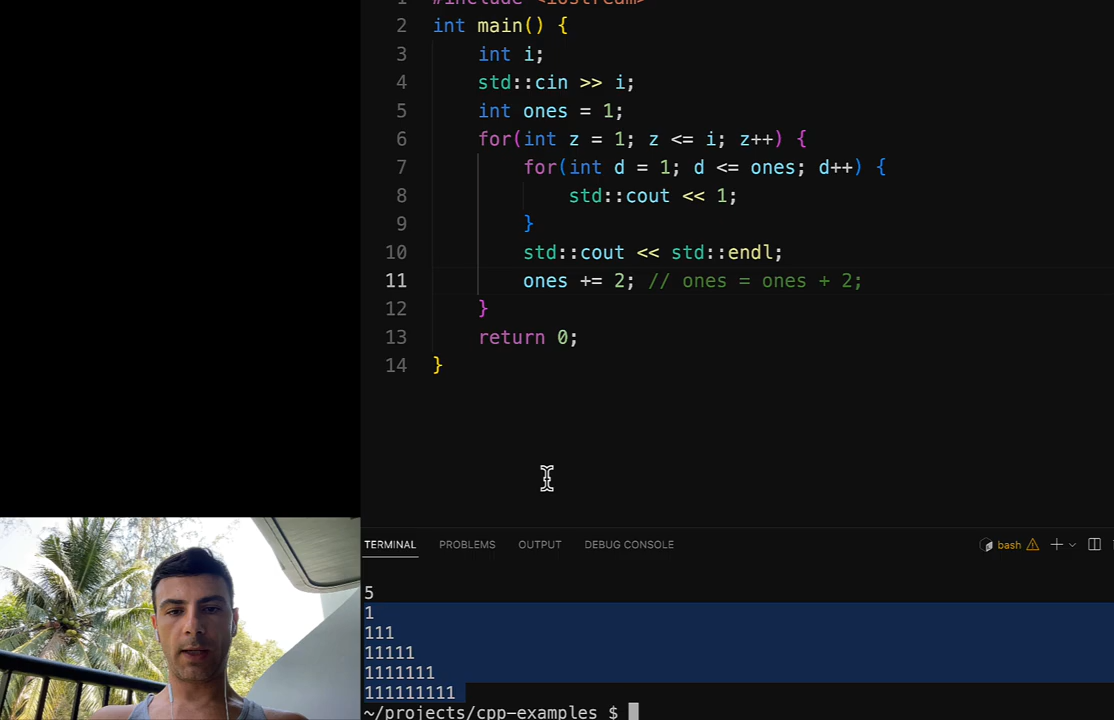 1 #include <iostream>
2 int main() {
3 int i;
4 std::cin >> i;
5 int ones = 1;
6 for(int z = 1; z <= i; z++) {
7 for(int d = 1; d <= ones; d++) {
8 std::cout << 1;
9 }
10 std::cout << std::endl;
11 ones += 2; // ones = ones + 2;
12 }
13 return 0;
14 }
TERMINAL PROBLEMS OUTPUT DEBUG CONSOLE bash
5
1
111
11111
1111111
111111111
~/projects/cpp-examples $